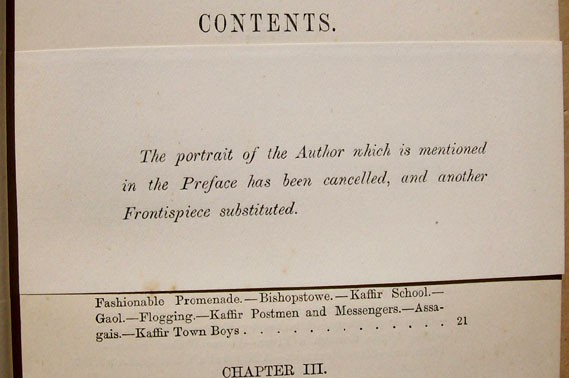 CONTENTS.
The portrait of the Author which is mentioned
in the Preface has been cancelled, and another
Frontispiece substituted.
Fashionable Promenade.—Bishopstowe.—Kaffir School.—
Gaol.—Flogging.—Kaffir Postmen and Messengers.—Assa-
gais.—Kaffir Town Boys . . . . . . . . . . . . 21
CHAPTER III.